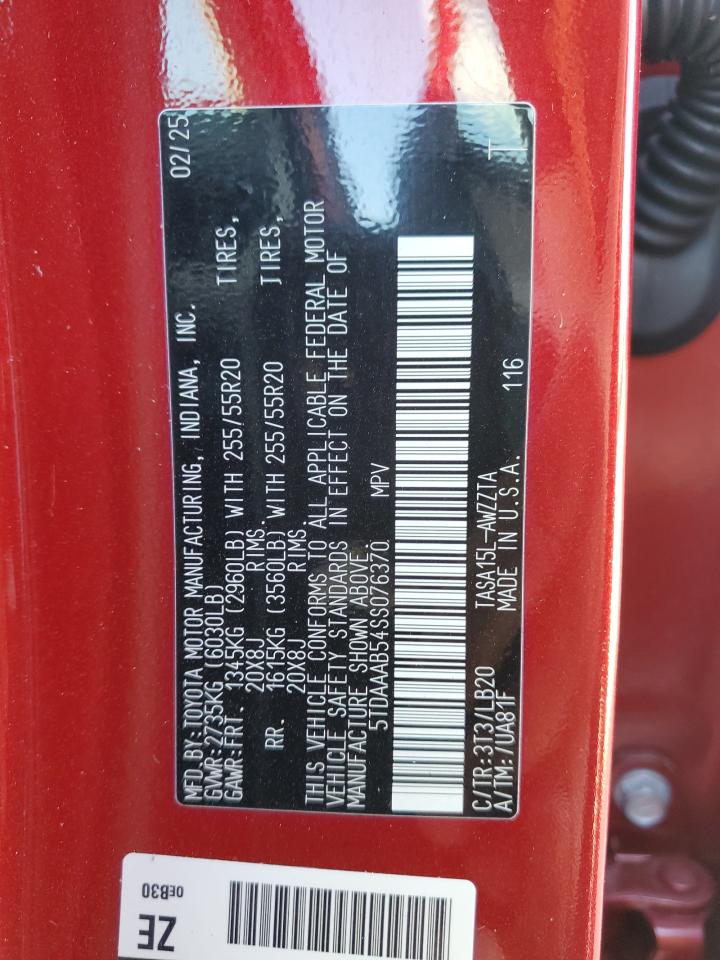 MFD BY:TOYOTA MOTOR MANUFACTURING, INDIANA, INC. 02/25
GVWR:2735KG (6030LB)
GAWR:FRT. 1345KG (2960LB) WITH 255/55R20 TIRES,
20X8J RIMS.
RR. 1615KG (3560LB) WITH 255/55R20 TIRES,
20X8J RIMS.
THIS VEHICLE CONFORMS TO ALL APPLICABLE FEDERAL MOTOR
VEHICLE SAFETY STANDARDS IN EFFECT ON THE DATE OF
MANUFACTURE SHOWN ABOVE.
5TDAAAB54SS076370 MPV
C/TR:3T3/LB20 TASA15L-AWZZTA T
A/TM:/UA81F MADE IN U.S.A. 116
ZE
0EB30